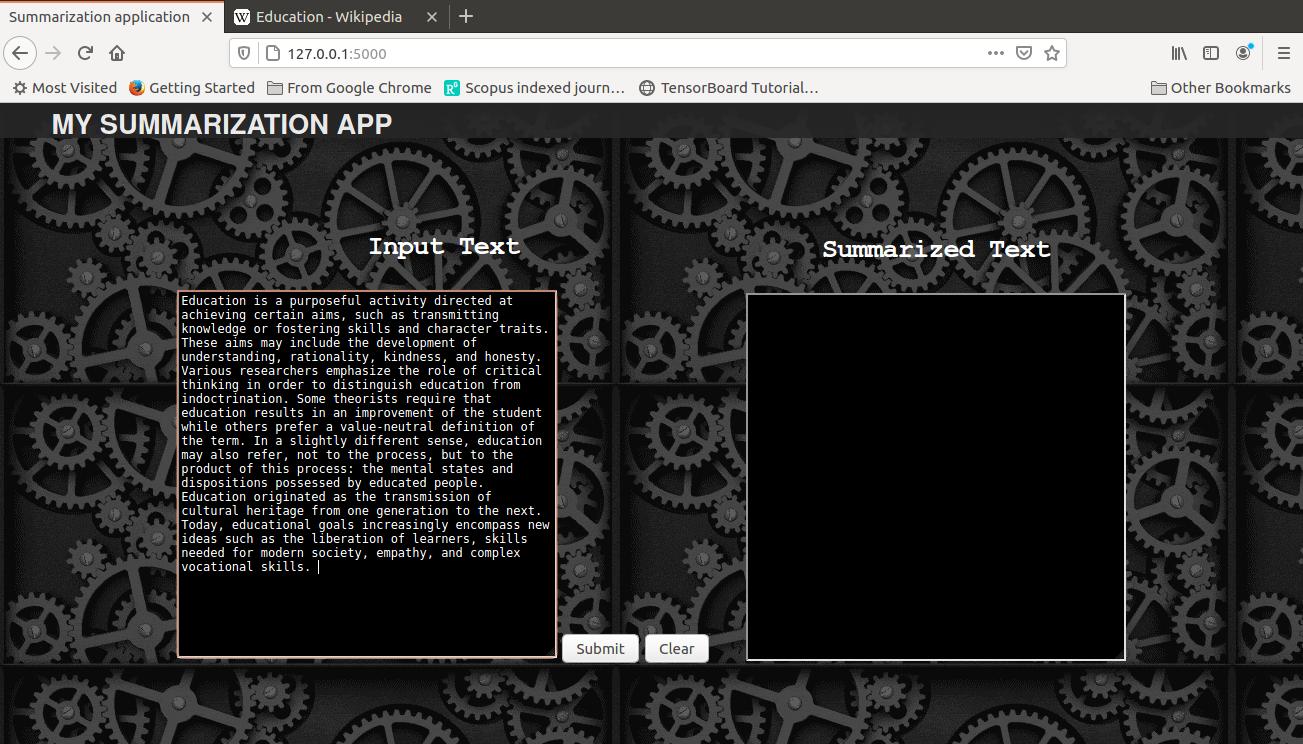 Summarization application
Education - Wikipedia
127.0.0.1:5000
Most Visited
Getting Started
From Google Chrome
Scopus indexed journ…
TensorBoard Tutorial…
Other Bookmarks
MY SUMMARIZATION APP
Input Text
Education is a purposeful activity directed at
achieving certain aims, such as transmitting
knowledge or fostering skills and character traits.
These aims may include the development of
understanding, rationality, kindness, and honesty.
Various researchers emphasize the role of critical
thinking in order to distinguish education from
indoctrination. Some theorists require that
education results in an improvement of the student
while others prefer a value-neutral definition of
the term. In a slightly different sense, education
may also refer, not to the process, but to the
product of this process: the mental states and
dispositions possessed by educated people.
Education originated as the transmission of
cultural heritage from one generation to the next.
Today, educational goals increasingly encompass new
ideas such as the liberation of learners, skills
needed for modern society, empathy, and complex
vocational skills.
Submit
Clear
Summarized Text